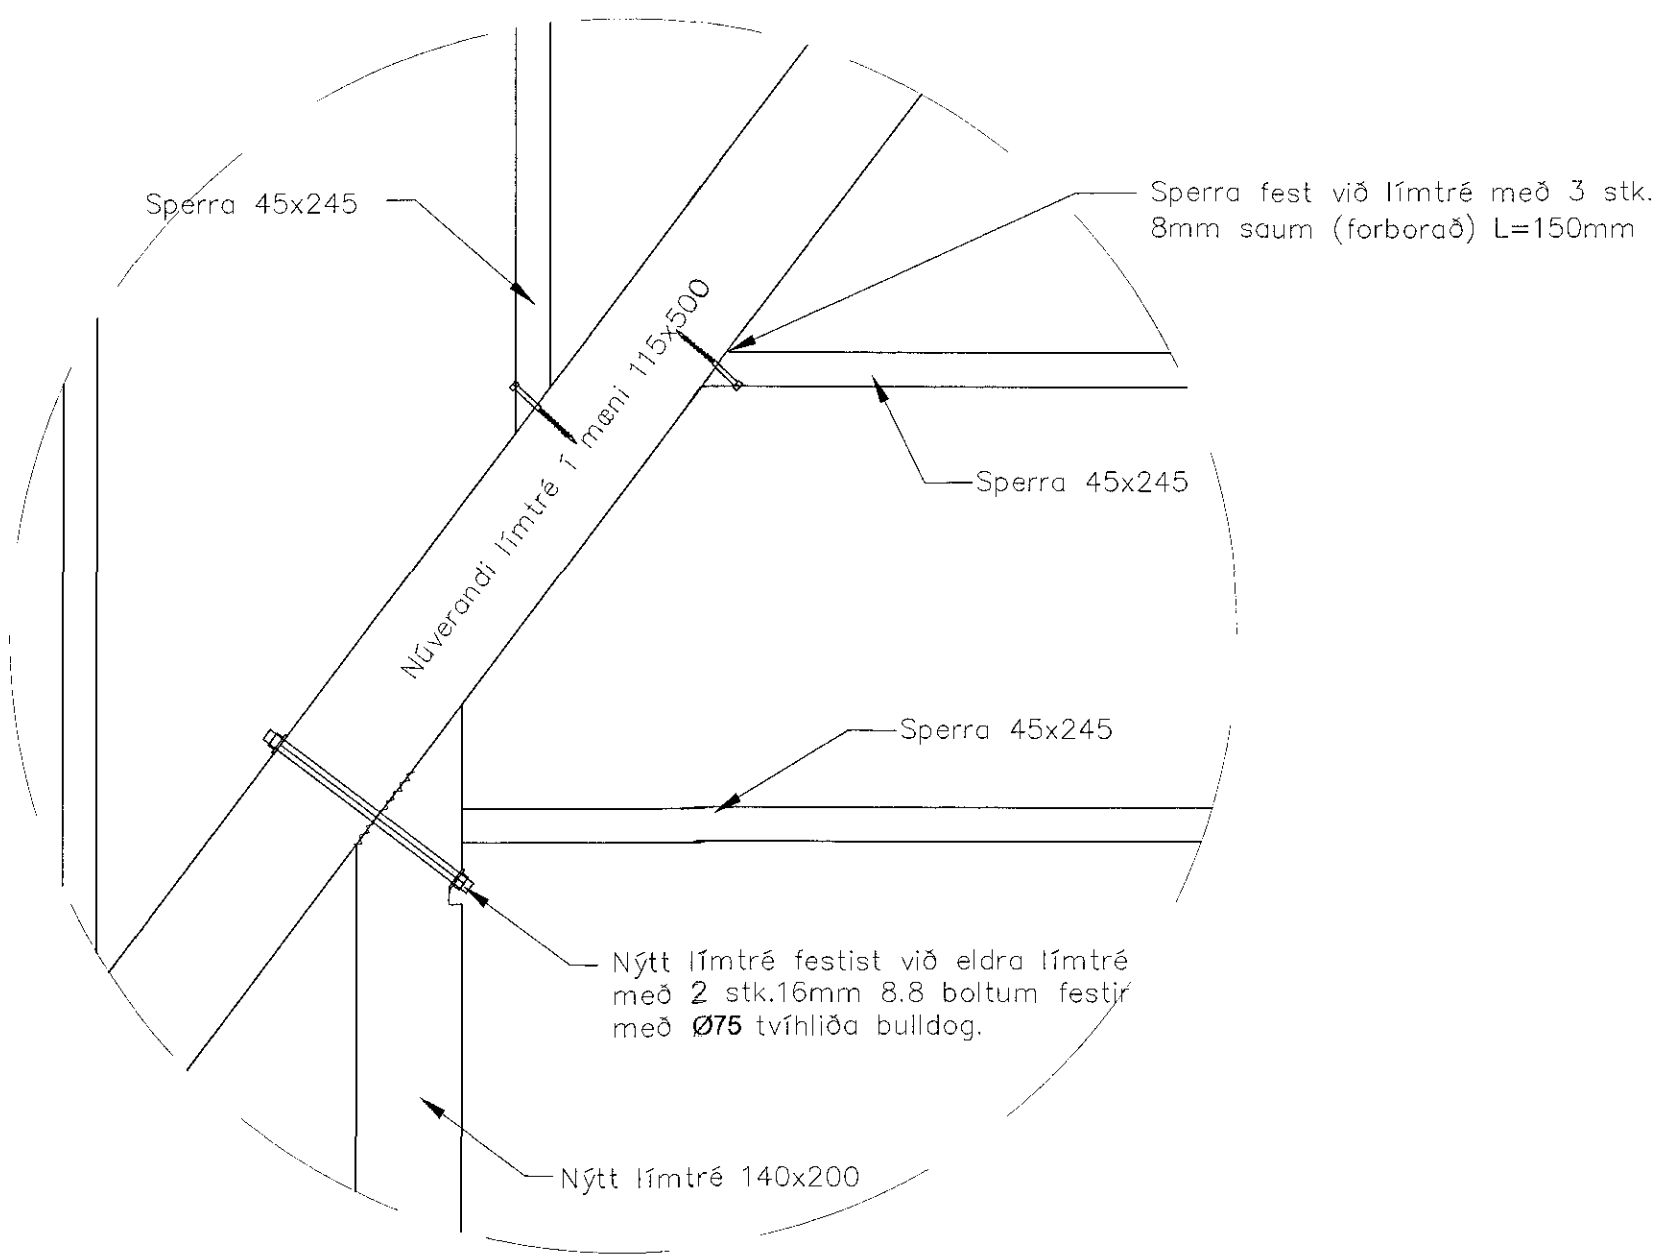 Sperra 45x245
Sperra fest við límtré með 3 stk.
8mm saum (forborað) L=150mm
Núverandi límtré í mæni 115x500
Sperra 45x245
Sperra 45x245
Nýtt límtré festist við eldra límtré
með 2 stk.16mm 8.8 boltum festir
með Ø75 tvíhliða bulldog.
Nýtt límtré 140x200